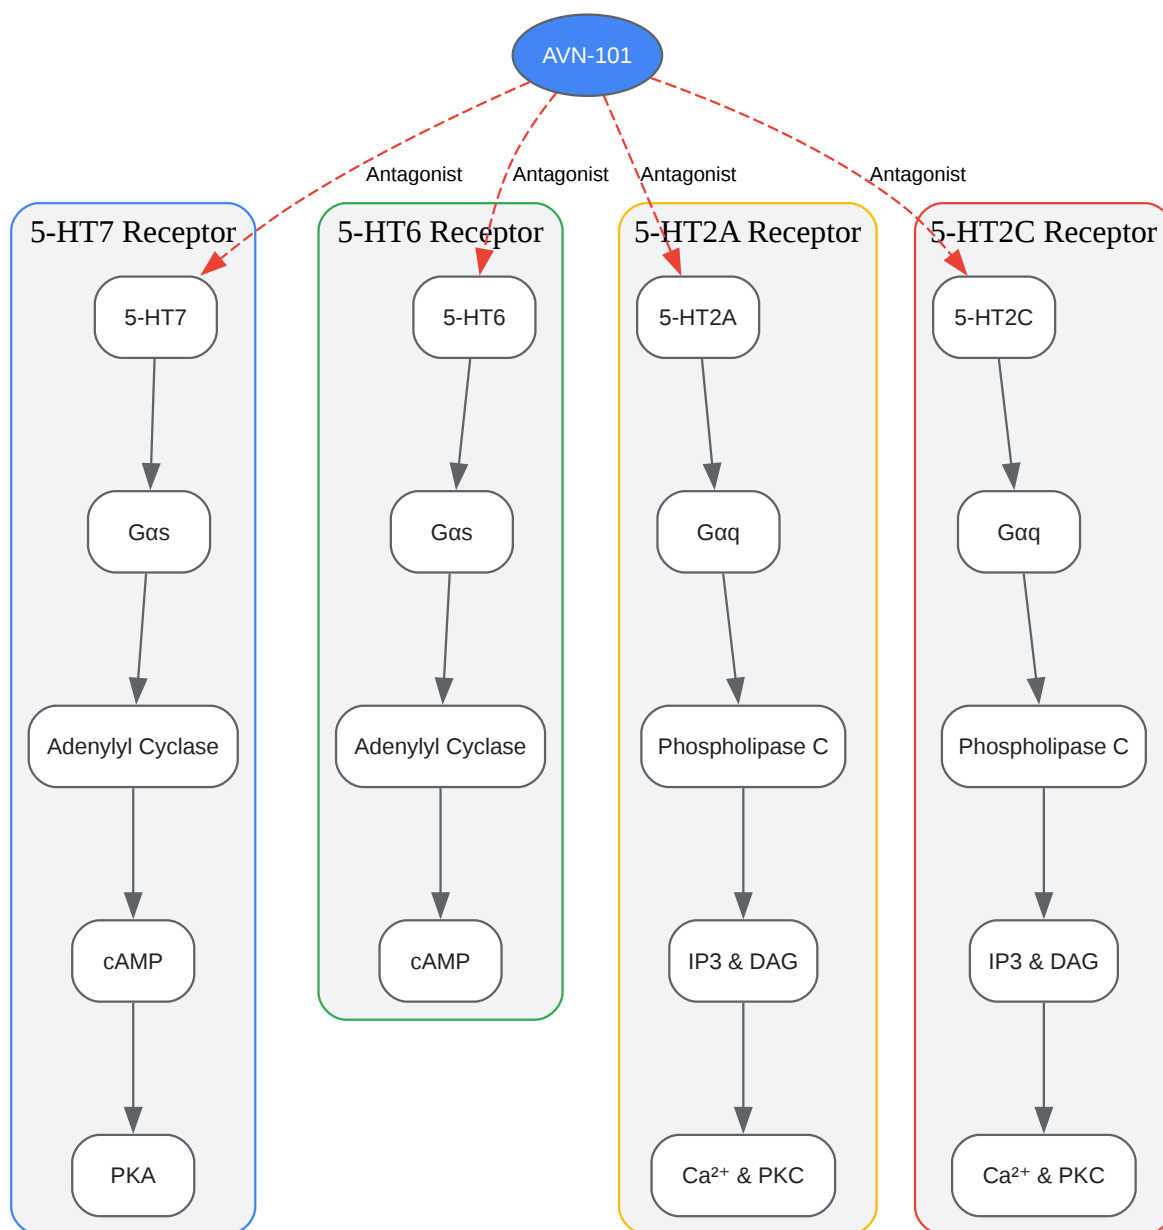 AVN-101
Antagonist
Antagonist
Antagonist
Antagonist
5-HT7 Receptor
5-HT6 Receptor
5-HT2A Receptor
5-HT2C Receptor
5-HT7
5-HT6
5-HT2A
5-HT2C
Gαs
Gαs
Gαq
Gαq
Adenylyl Cyclase
Adenylyl Cyclase
Phospholipase C
Phospholipase C
cAMP
cAMP
IP3 & DAG
IP3 & DAG
PKA
Ca²⁺ & PKC
Ca²⁺ & PKC